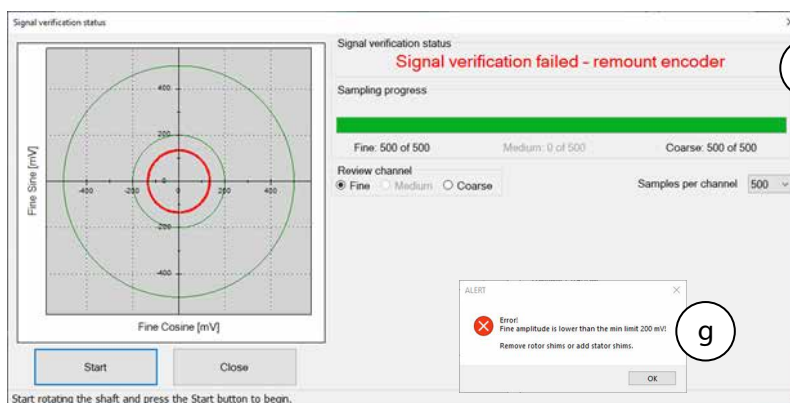 Signal verification status
Signal verification status
Signal verification failed - remount encoder
Sampling progress
Fine: 500 of 500
Medium: 0 of 500
Coarse: 500 of 500
Review channel
Fine
Medium
Coarse
Samples per channel
500
Fine Sine [mV]
400
200
-400
-200
0
0
200
400
-200
-400
Fine Cosine [mV]
ALERT
Error!
Fine amplitude is lower than the min limit 200 mV!
Remove rotor shims or add stator shims.
OK
g
Start
Close
Start rotating the shaft and press the Start button to begin.